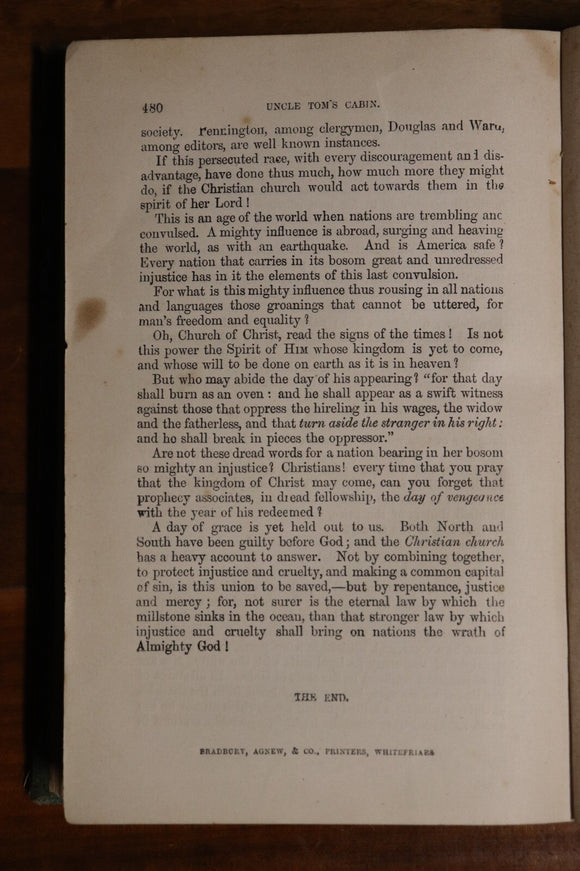 480 UNCLE TOM'S CABIN.
society. Pennington, among clergymen, Douglas and Ward,
among editors, are well known instances.
If this persecuted race, with every discouragement and dis-
advantage, have done thus much, how much more they might
do, if the Christian church would act towards them in the
spirit of her Lord!
This is an age of the world when nations are trembling and
convulsed. A mighty influence is abroad, surging and heaving
the world, as with an earthquake. And is America safe?
Every nation that carries in its bosom great and unredressed
injustice has in it the elements of this last convulsion.
For what is this mighty influence thus rousing in all nations
and languages those groanings that cannot be uttered, for
man's freedom and equality?
Oh, Church of Christ, read the signs of the times! Is not
this power the Spirit of HIM whose kingdom is yet to come,
and whose will to be done on earth as it is in heaven?
But who may abide the day of his appearing? "for that day
shall burn as an oven: and he shall appear as a swift witness
against those that oppress the hireling in his wages, the widow
and the fatherless, and that turn aside the stranger in his right:
and he shall break in pieces the oppressor."
Are not these dread words for a nation bearing in her bosom
so mighty an injustice? Christians! every time that you pray
that the kingdom of Christ may come, can you forget that
prophecy associates, in dread fellowship, the day of vengeance
with the year of his redeemed?
A day of grace is yet held out to us. Both North and
South have been guilty before God; and the Christian church
has a heavy account to answer. Not by combining together,
to protect injustice and cruelty, and making a common capital
of sin, is this union to be saved,—but by repentance, justice
and mercy; for, not surer is the eternal law by which the
millstone sinks in the ocean, than that stronger law by which
injustice and cruelty shall bring on nations the wrath of
Almighty God!
THE END.
BRADBURY, AGNEW, & CO., PRINTERS, WHITEFRIARS